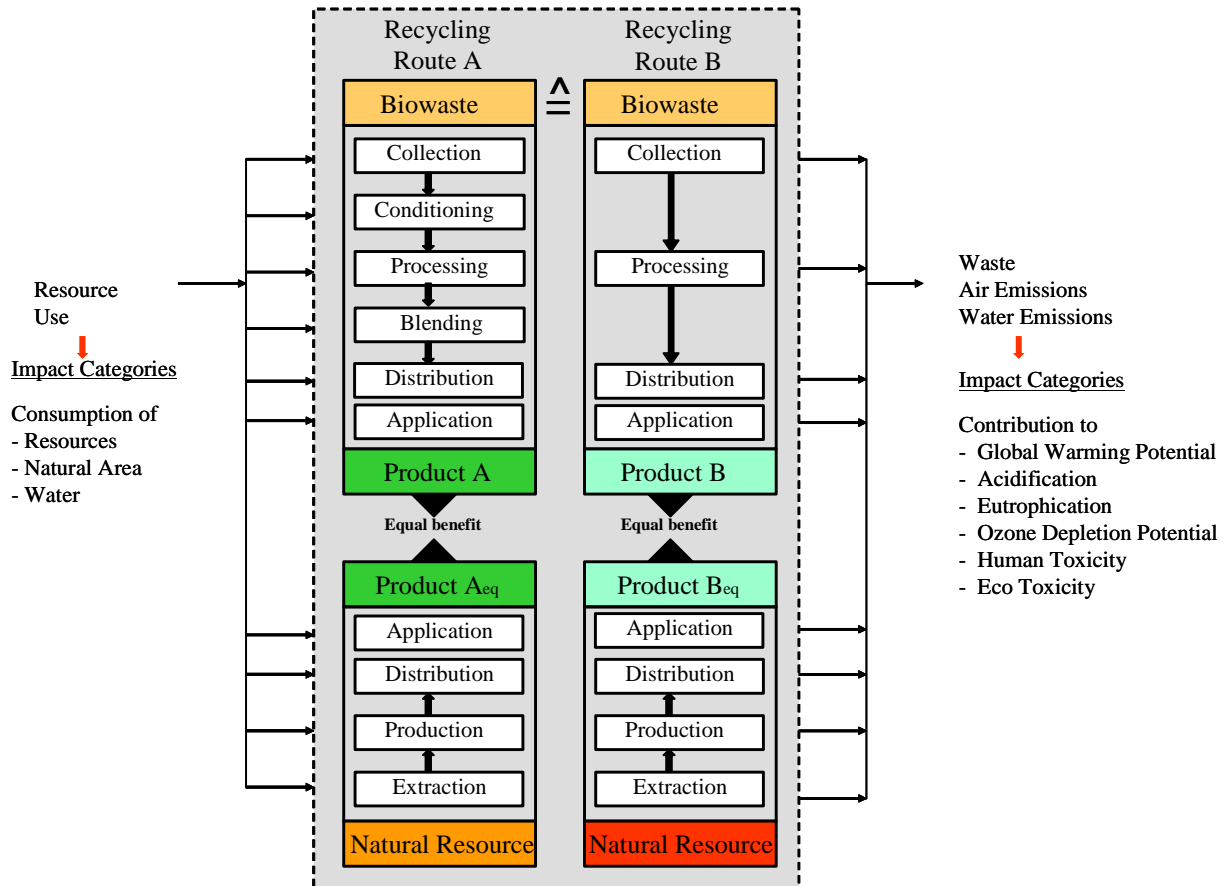 Recycling
Route A
Recycling
Route B
Biowaste
≙
Biowaste
Collection
Conditioning
Processing
Blending
Distribution
Application
Product A
Collection
Processing
Distribution
Application
Product B
Equal benefit
Equal benefit
Product Aeq
Application
Distribution
Production
Extraction
Natural Resource
Product Beq
Application
Distribution
Production
Extraction
Natural Resource
Resource
Use
Impact Categories
Consumption of
- Resources
- Natural Area
- Water
Waste
Air Emissions
Water Emissions
Impact Categories
Contribution to
- Global Warming Potential
- Acidification
- Eutrophication
- Ozone Depletion Potential
- Human Toxicity
- Eco Toxicity